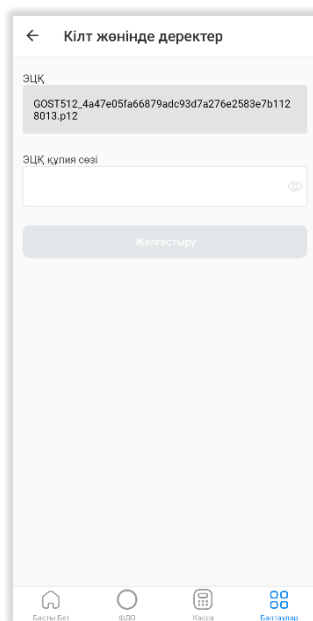 Кілт жөнінде деректер
ЭЦҚ
GOST512_4a47e05fa66879adc93d7a276e2583e7b112
8013.p12
ЭЦҚ құпия сөзі
Жалғастыру
Басты Бет
ФДО
Касса
Баптаулар